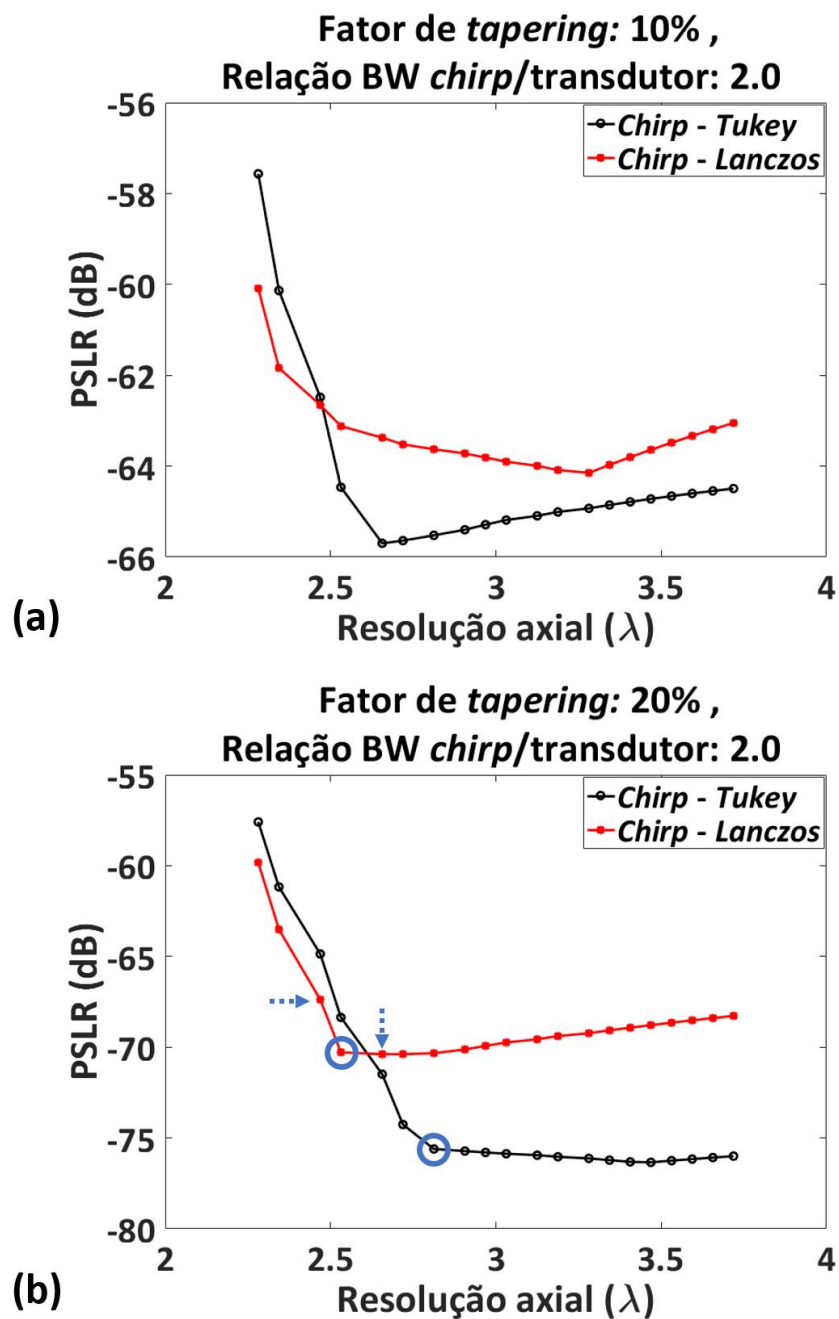 Fator de tapering: 10% ,
Relação BW chirp/transdutor: 2.0
-56
Chirp - Tukey
Chirp - Lanczos
-58
-60
-62
-64
-66
PSLR (dB)
2
2.5
3
3.5
4
(a)
Resolução axial (λ)
Fator de tapering: 20% ,
Relação BW chirp/transdutor: 2.0
-55
Chirp - Tukey
Chirp - Lanczos
-60
-65
-70
-75
-80
PSLR (dB)
2
2.5
3
3.5
4
(b)
Resolução axial (λ)